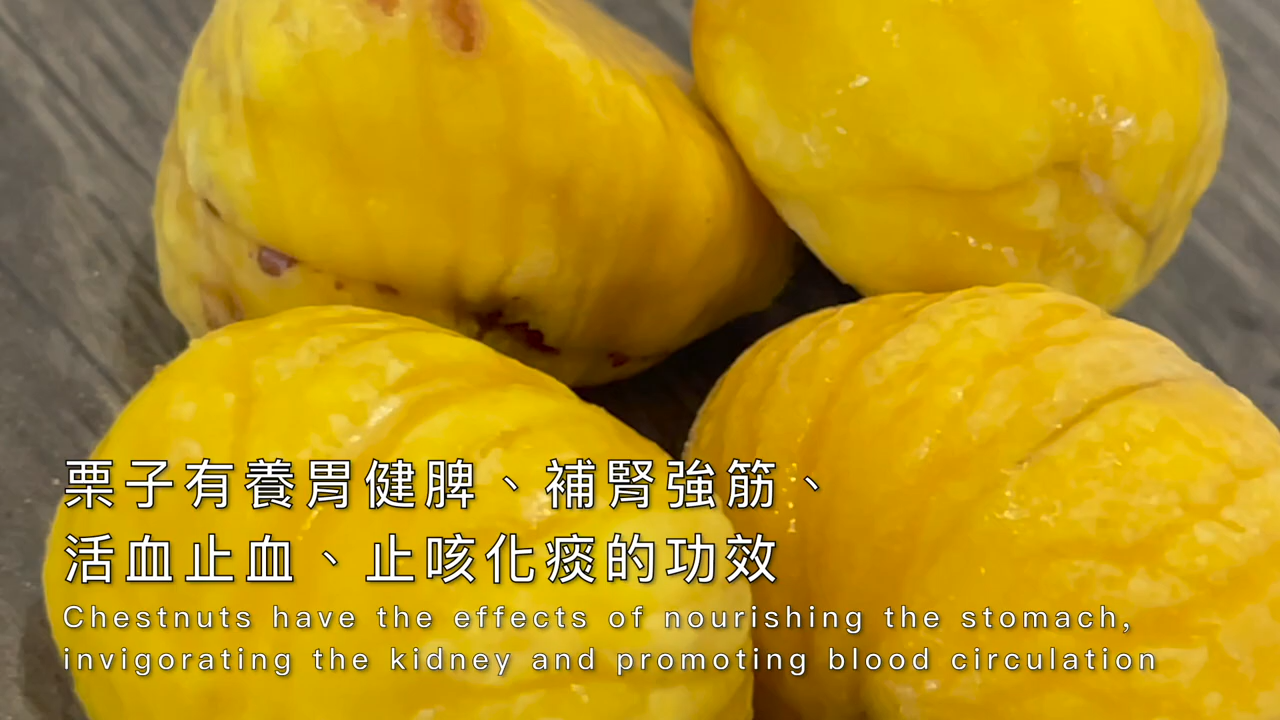 栗子有養胃健脾、補腎強筋、
活血止血、止咳化痰的功效
Chestnuts have the effects of nourishing the stomach,
invigorating the kidney and promoting blood circulation